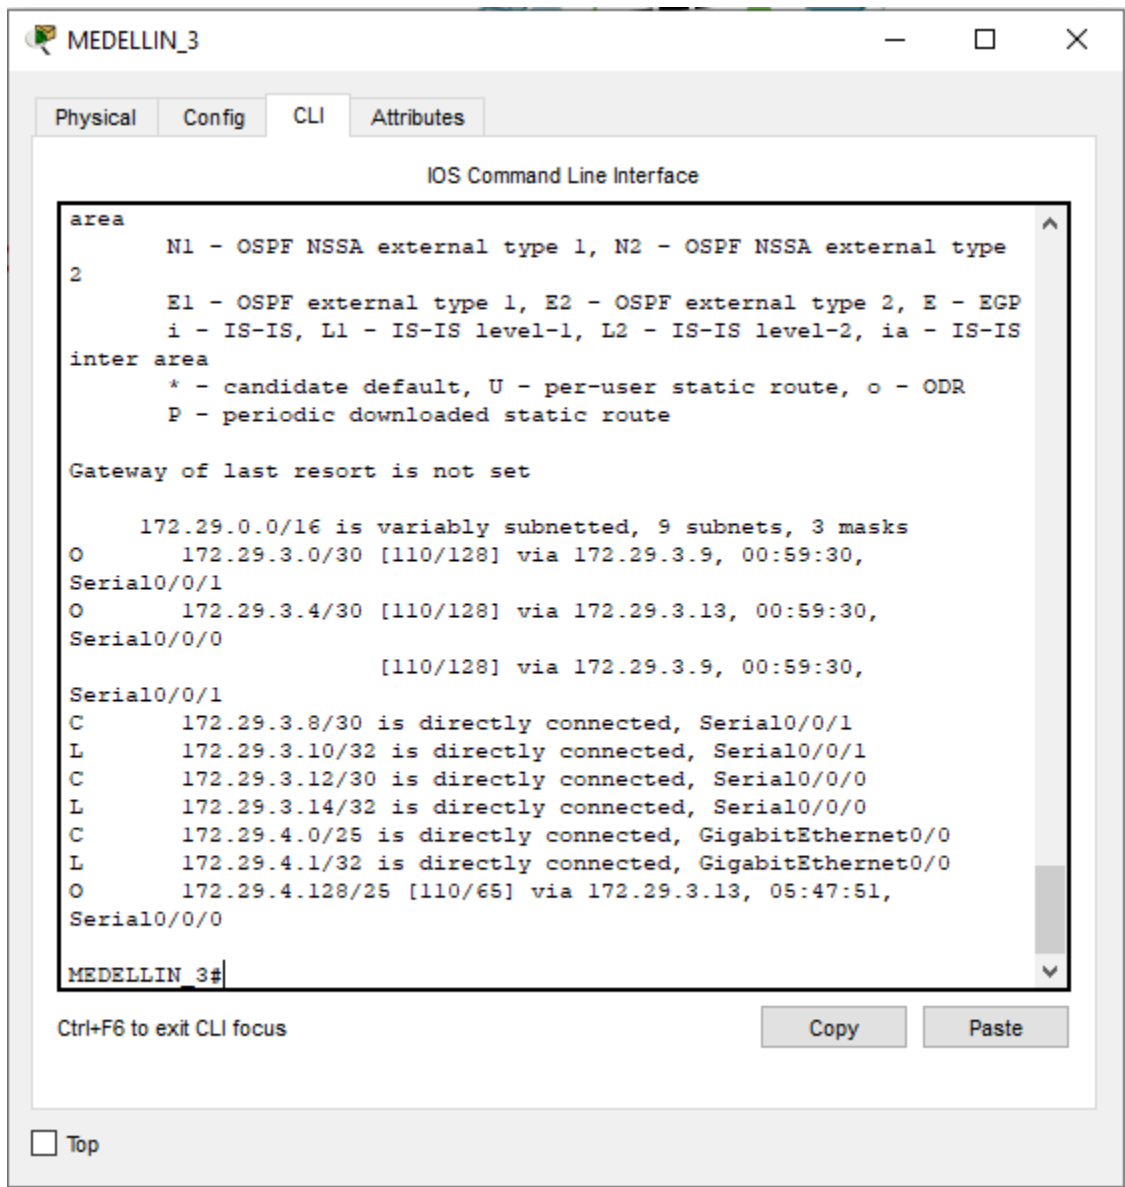 MEDELLIN_3
Physical Config CLI Attributes
IOS Command Line Interface
area
N1 - OSPF NSSA external type 1, N2 - OSPF NSSA external type
2
E1 - OSPF external type 1, E2 - OSPF external type 2, E - EGP
i - IS-IS, L1 - IS-IS level-1, L2 - IS-IS level-2, ia - IS-IS
inter area
* - candidate default, U - per-user static route, o - ODR
P - periodic downloaded static route
Gateway of last resort is not set
172.29.0.0/16 is variably subnetted, 9 subnets, 3 masks
O 172.29.3.0/30 [110/128] via 172.29.3.9, 00:59:30,
Serial0/0/1
O 172.29.3.4/30 [110/128] via 172.29.3.13, 00:59:30,
Serial0/0/0
[110/128] via 172.29.3.9, 00:59:30,
Serial0/0/1
C 172.29.3.8/30 is directly connected, Serial0/0/1
L 172.29.3.10/32 is directly connected, Serial0/0/1
C 172.29.3.12/30 is directly connected, Serial0/0/0
L 172.29.3.14/32 is directly connected, Serial0/0/0
C 172.29.4.0/25 is directly connected, GigabitEthernet0/0
L 172.29.4.1/32 is directly connected, GigabitEthernet0/0
O 172.29.4.128/25 [110/65] via 172.29.3.13, 05:47:51,
Serial0/0/0
MEDELLIN_3#
Ctrl+F6 to exit CLI focus
Copy Paste
Top